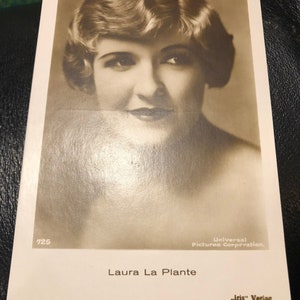 725
Universal
Pictures Corporation.
Laura La Plante
„Iris“ Verlag